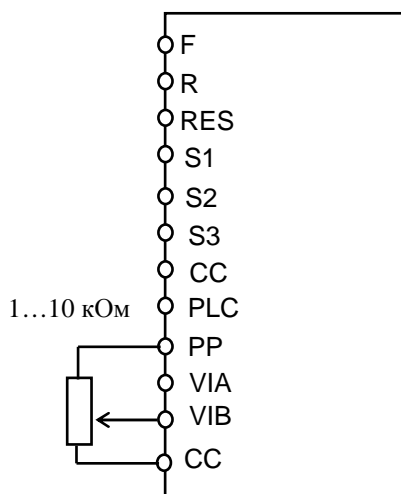 F
R
RES
S1
S2
S3
CC
1…10 кОм PLC
PP
VIA
VIB
CC